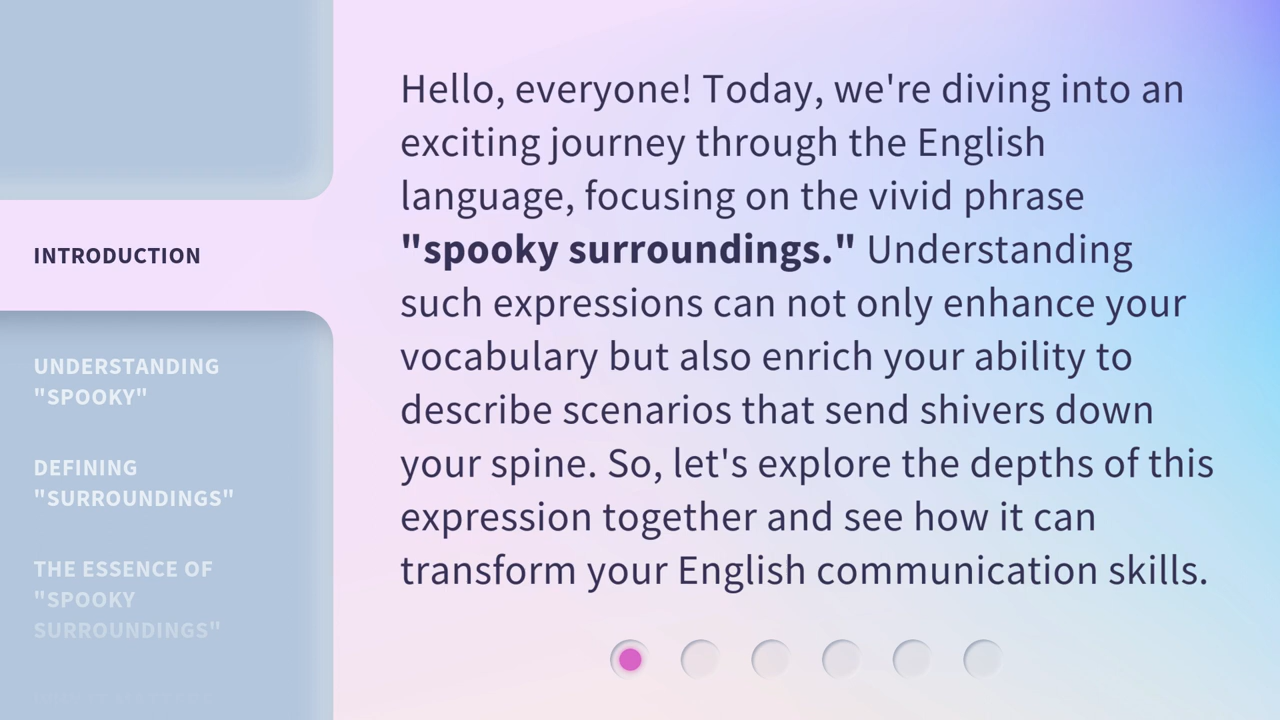 INTRODUCTION
UNDERSTANDING
"SPOOKY"
DEFINING
"SURROUNDINGS"
THE ESSENCE OF
"SPOOKY
SURROUNDINGS"
Hello, everyone! Today, we're diving into an
exciting journey through the English
language, focusing on the vivid phrase
"spooky surroundings." Understanding
such expressions can not only enhance your
vocabulary but also enrich your ability to
describe scenarios that send shivers down
your spine. So, let's explore the depths of this
expression together and see how it can
transform your English communication skills.